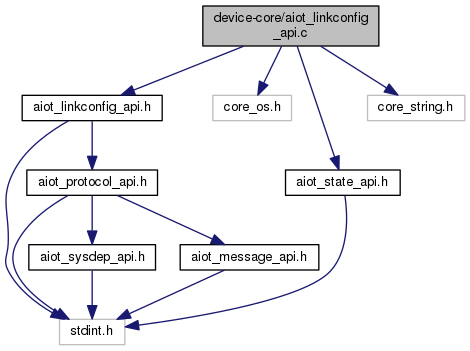 device-core/aiot_linkconfig
_api.c
aiot_linkconfig_api.h
core_os.h
core_string.h
aiot_protocol_api.h
aiot_state_api.h
aiot_sysdep_api.h
aiot_message_api.h
stdint.h